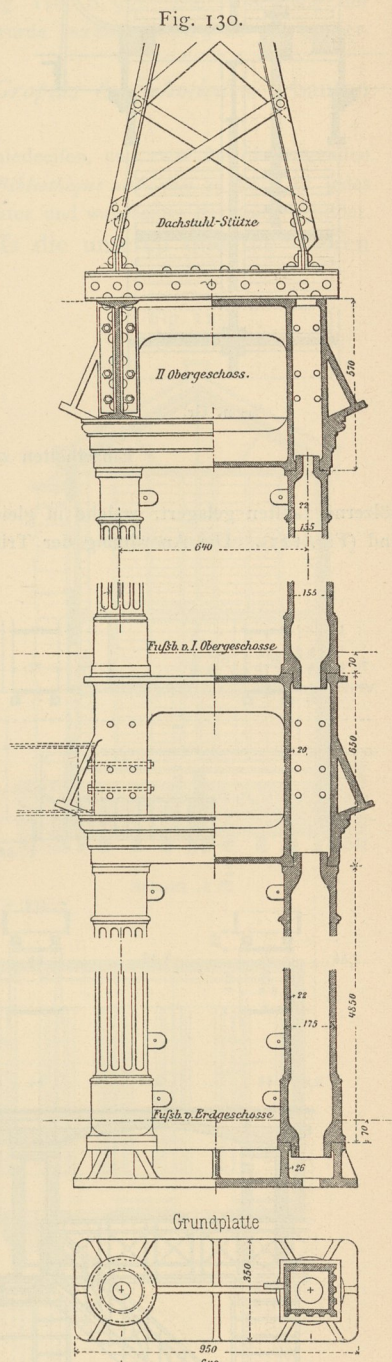 Fig. 130.
Dachstuhl-Stütze
II Obergeschoss.
570
22
135
640
155
Fußb. v. I. Obergeschosse
70
20
650
22
4850
175
Fußb. v. Erdgeschosse
70
26
Grundplatte
350
950